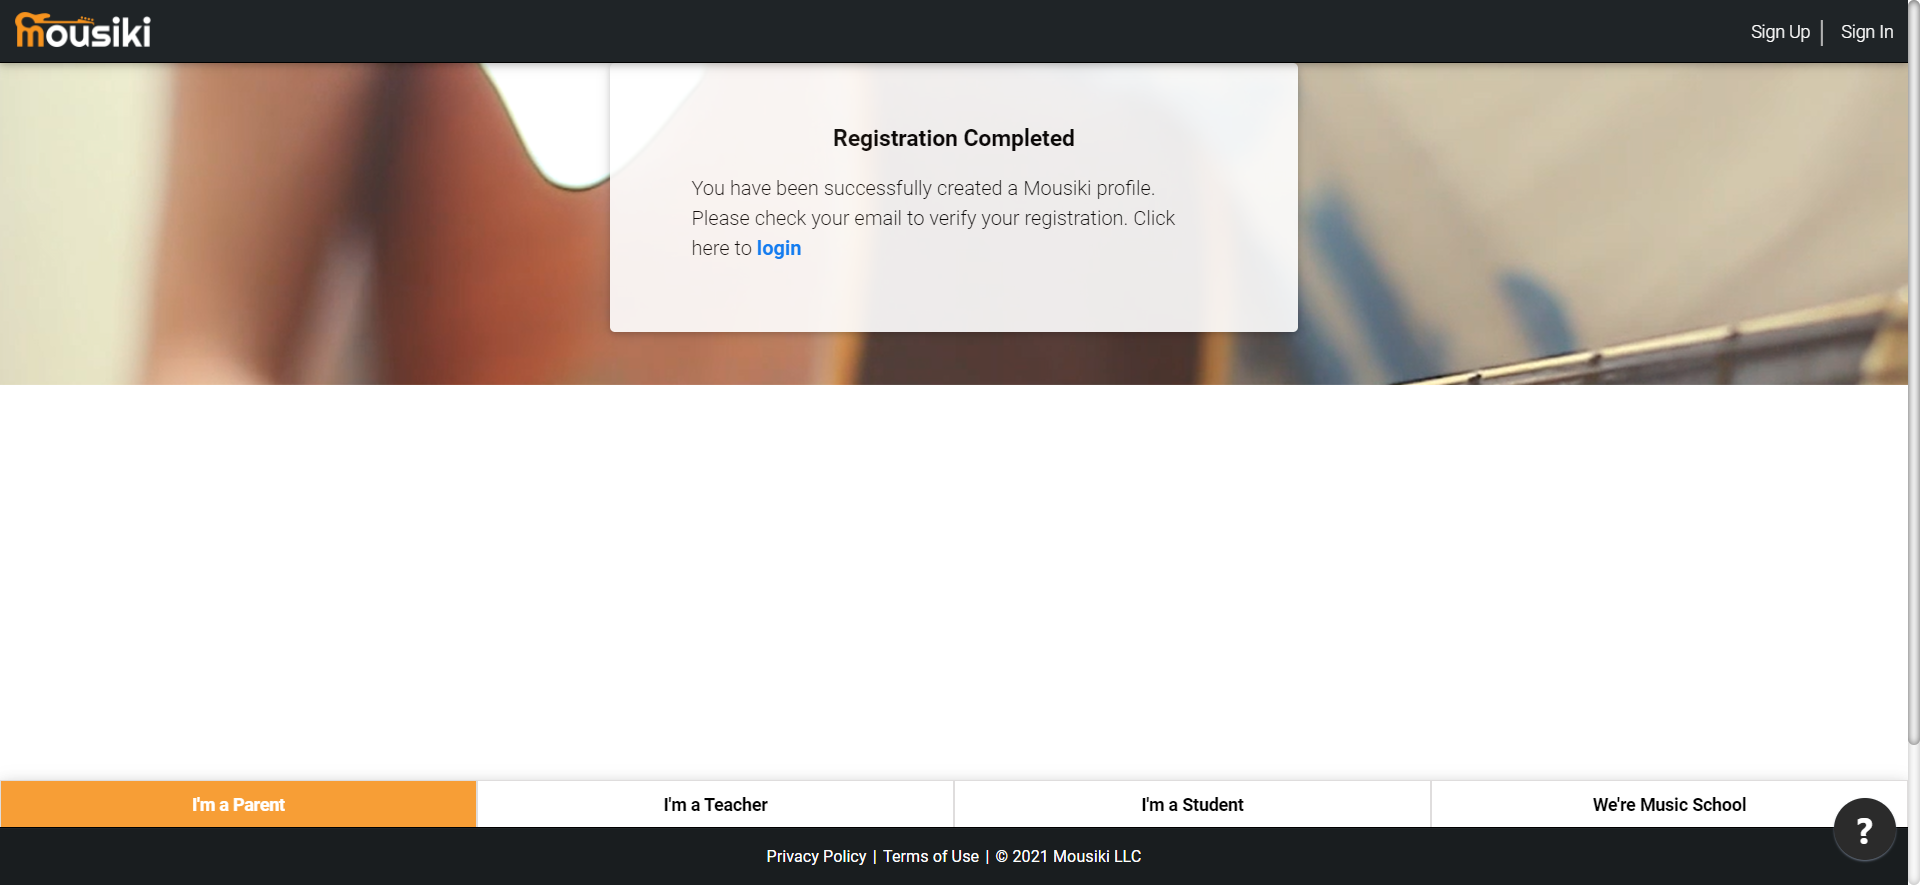 mousiki
Sign Up | Sign In
Registration Completed
You have been successfully created a Mousiki profile.
Please check your email to verify your registration. Click
here to login
I'm a Parent
I'm a Teacher
I'm a Student
We're Music School
?
Privacy Policy | Terms of Use | © 2021 Mousiki LLC